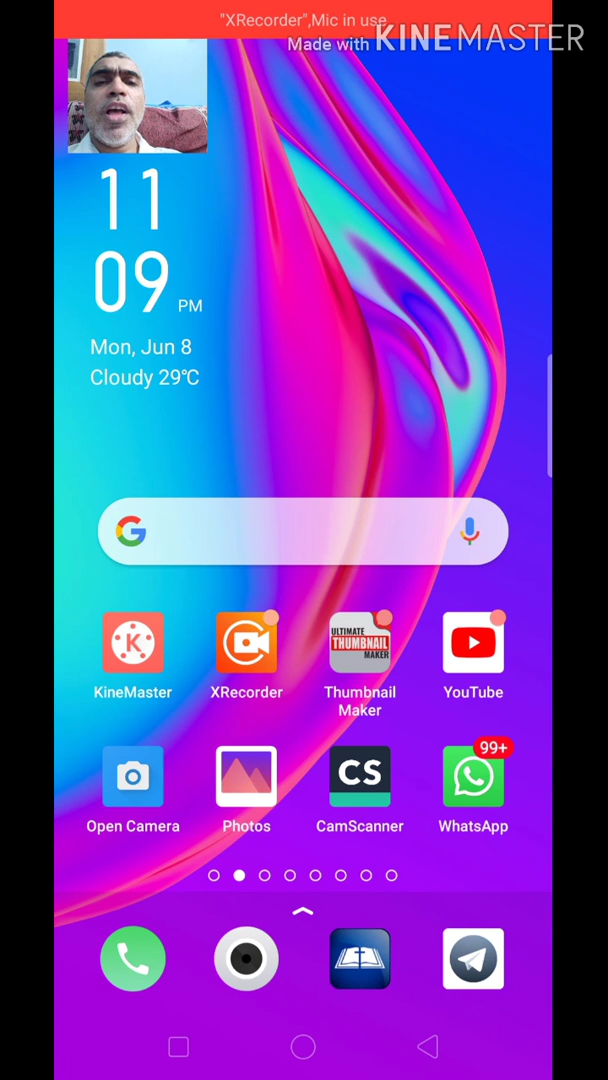 "XRecorder",Mic in use
Made with KINEMASTER
11
09 PM
Mon, Jun 8
Cloudy 29℃
G
K
ULTIMATE
THUMBNAIL
MAKER
KineMaster
XRecorder
Thumbnail
Maker
YouTube
CS
99+
Open Camera
Photos
CamScanner
WhatsApp